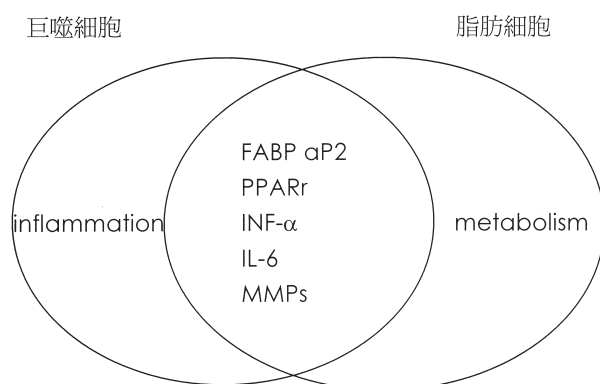 巨噬細胞
脂肪細胞
FABP aP2
PPARr
inflammation
INF-α
metabolism
IL-6
MMPs